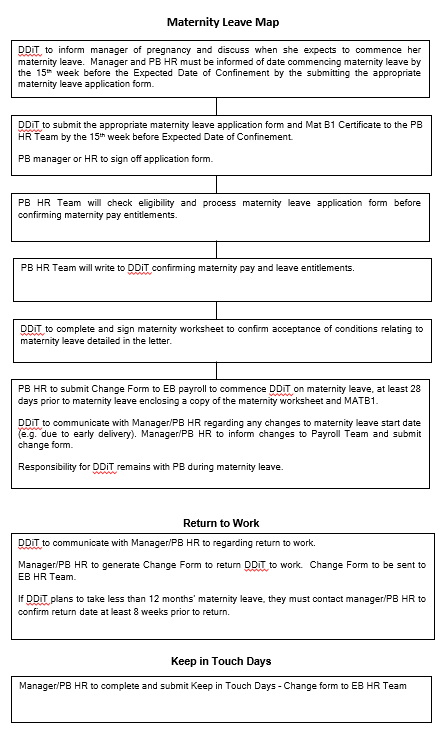 Maternity Leave Map
DDiT to inform manager of pregnancy and discuss when she expects to commence her
maternity leave. Manager and PB HR must be informed of date commencing maternity leave by
the 15th week before the Expected Date of Confinement by the submitting the appropriate
maternity leave application form.
DDiT to submit the appropriate maternity leave application form and Mat B1 Certificate to the PB
HR Team by the 15th week before Expected Date of Confinement.
PB manager or HR to sign off application form.
PB HR Team will check eligibility and process maternity leave application form before
confirming maternity pay entitlements.
PB HR Team will write to DDiT confirming maternity pay and leave entitlements.
DDiT to complete and sign maternity worksheet to confirm acceptance of conditions relating to
maternity leave detailed in the letter.
PB HR to submit Change Form to EB payroll to commence DDiT on maternity leave, at least 28
days prior to maternity leave enclosing a copy of the maternity worksheet and MATB1.
DDiT to communicate with Manager/PB HR regarding any changes to maternity leave start date
(e.g. due to early delivery). Manager/PB HR to inform changes to Payroll Team and submit
change form.
Responsibility for DDiT remains with PB during maternity leave.
Return to Work
DDiT to communicate with Manager/PB HR to regarding return to work.
Manager/PB HR to generate Change Form to return DDiT to work. Change Form to be sent to
EB HR Team.
If DDiT plans to take less than 12 months' maternity leave, they must contact manager/PB HR to
confirm return date at least 8 weeks prior to return.
Keep in Touch Days
Manager/PB HR to complete and submit Keep in Touch Days - Change form to EB HR Team